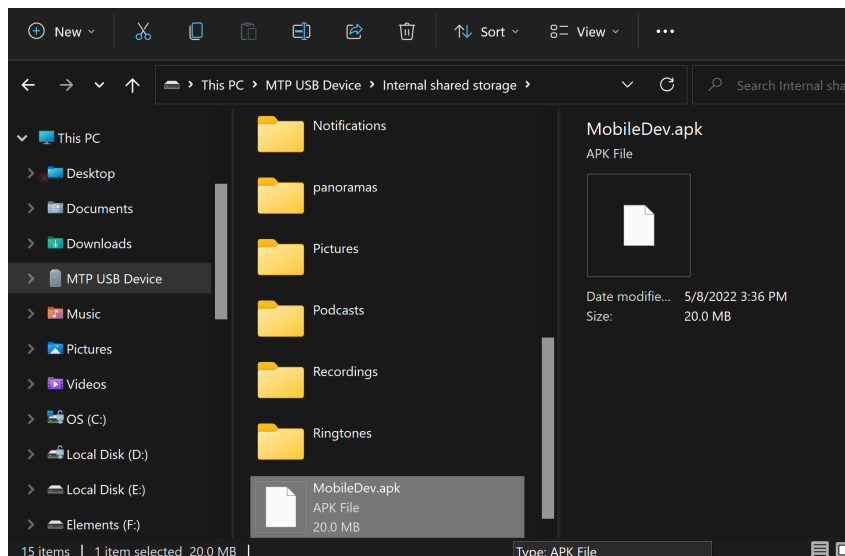 New
Sort
View
This PC > MTP USB Device > Internal shared storage >
Search Internal sha
This PC
Desktop
Documents
Downloads
MTP USB Device
Music
Pictures
Videos
OS (C:)
Local Disk (D:)
Local Disk (E:)
Elements (F:)
Notifications
panoramas
Pictures
Podcasts
Recordings
Ringtones
MobileDev.apk
APK File
20.0 MB
MobileDev.apk
APK File
Date modifie... 5/8/2022 3:36 PM
Size: 20.0 MB
15 items | 1 item selected 20.0 MB |
Type: APK File